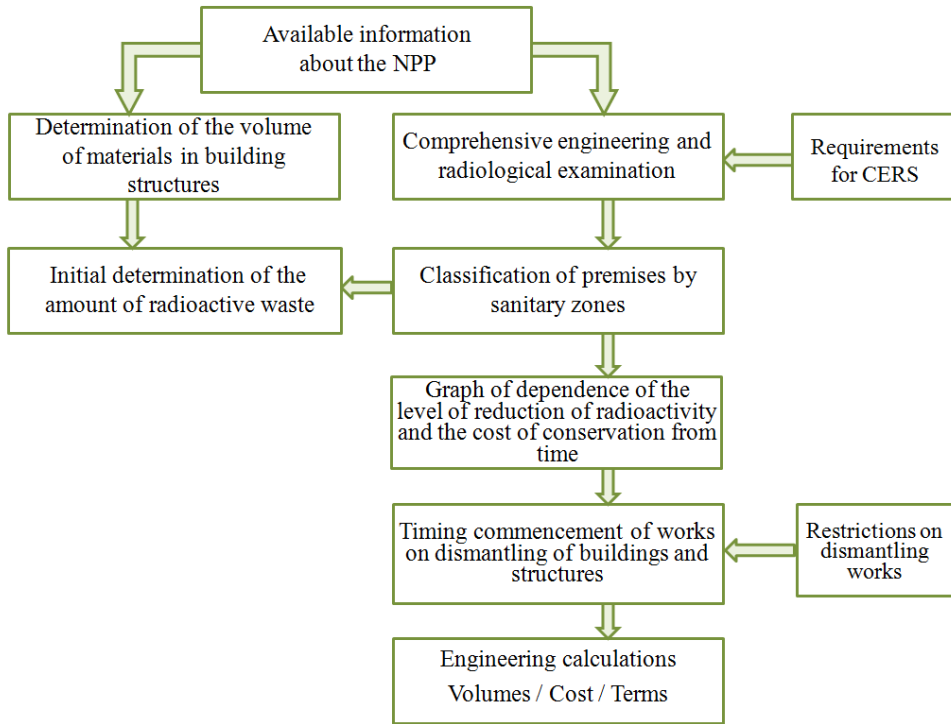 Available information
about the NPP
Determination of the volume
of materials in building
structures
Comprehensive engineering and
radiological examination
Requirements
for CERS
Initial determination of the
amount of radioactive waste
Classification of premises by
sanitary zones
Graph of dependence of the
level of reduction of radioactivity
and the cost of conservation from
time
Timing commencement of works
on dismantling of buildings and
structures
Restrictions on
dismantling
works
Engineering calculations
Volumes / Cost / Terms